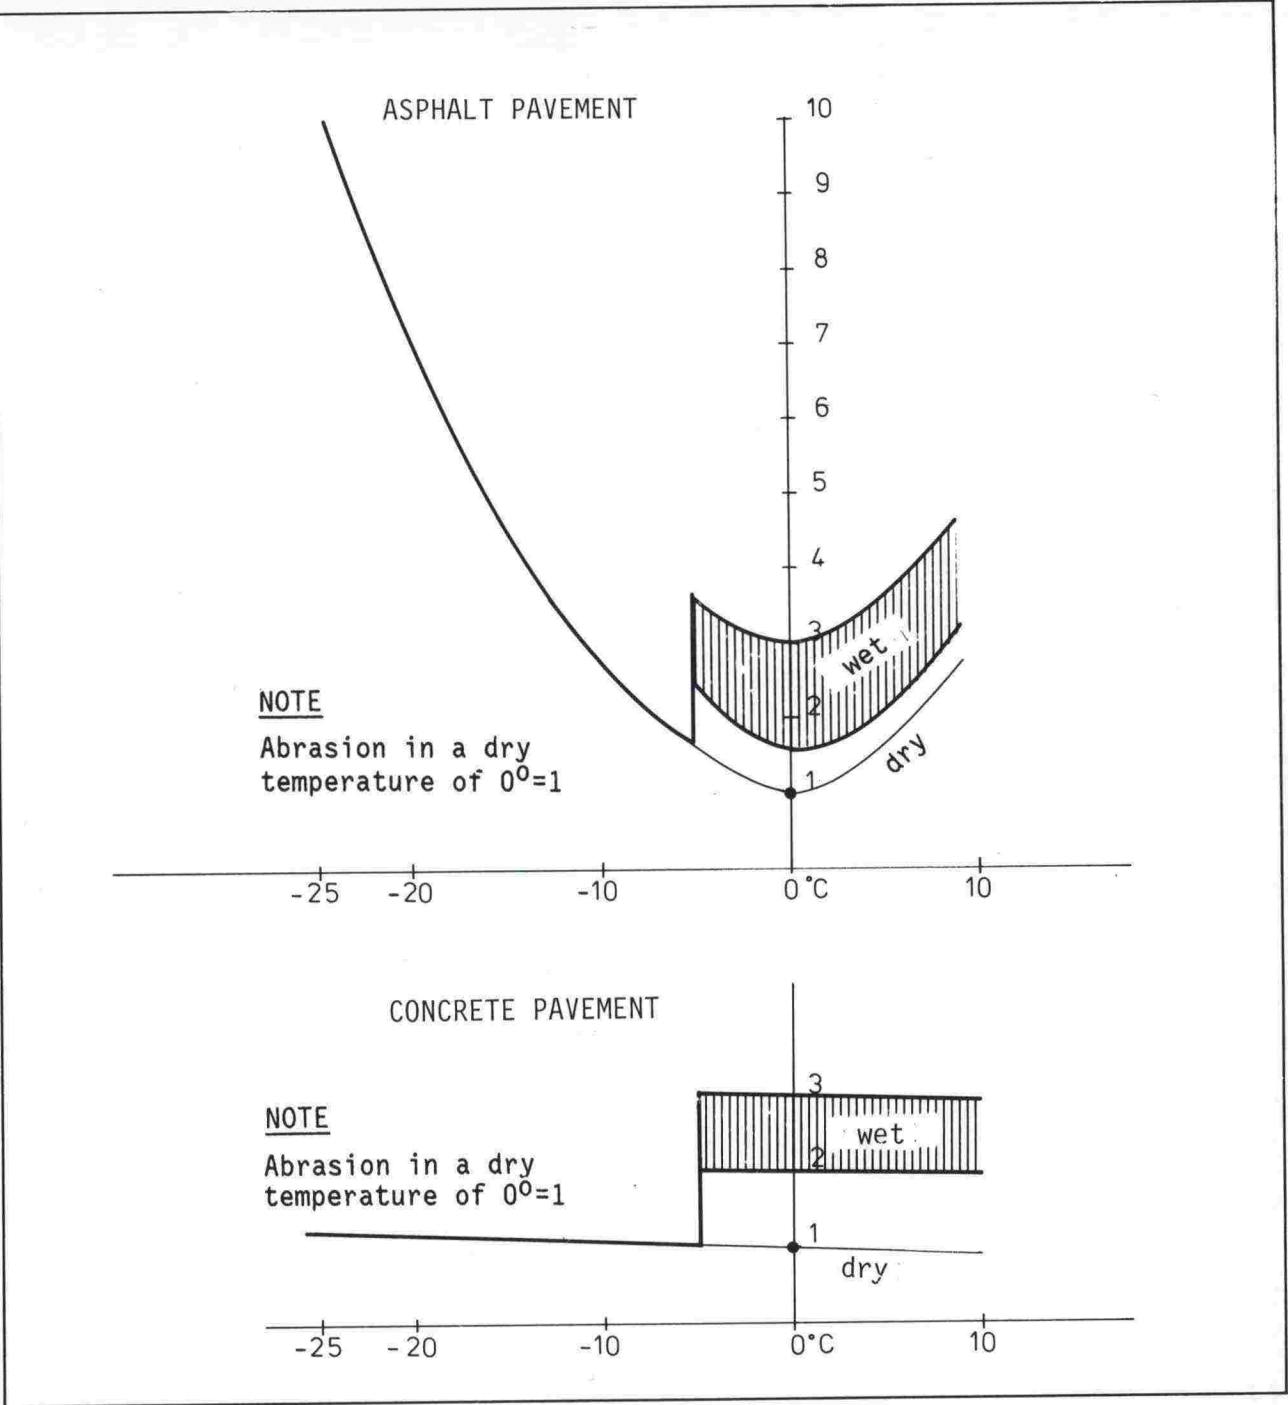 ASPHALT PAVEMENT
10
9
8
7
6
5
4
3
wet
2
dry
1
NOTE
Abrasion in a dry
temperature of 0°=1
-25 -20 -10 0°C 10
CONCRETE PAVEMENT
3
wet
2
NOTE
Abrasion in a dry
temperature of 0°=1
1
dry
-25 -20 -10 0°C 10